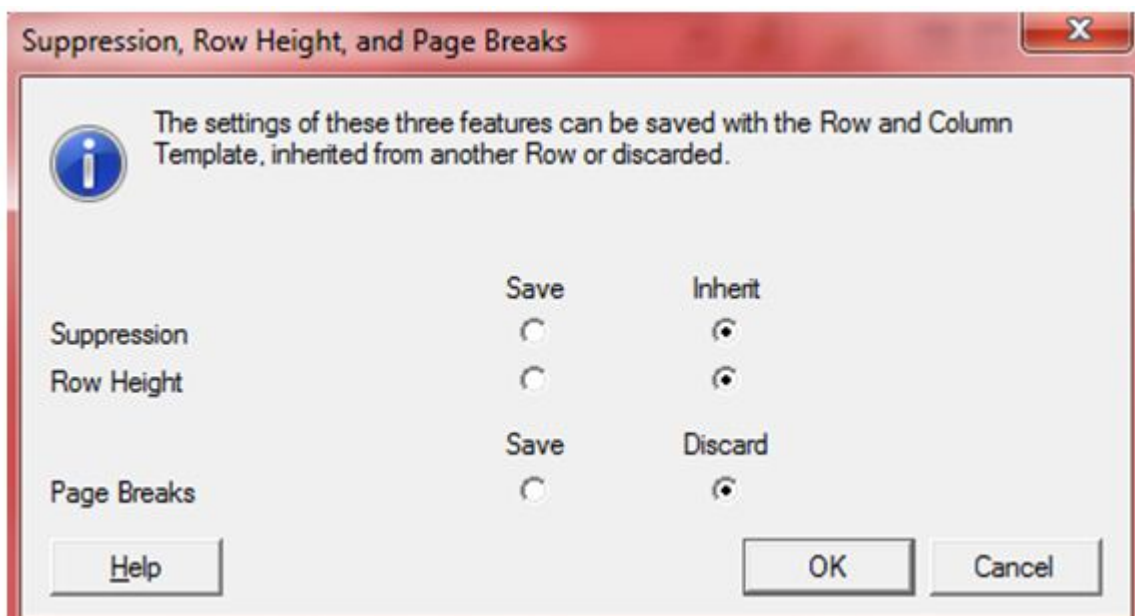 Suppression, Row Height, and Page Breaks
The settings of these three features can be saved with the Row and Column
Template, inherited from another Row or discarded.
Save Inherit
Suppression
Row Height
Save Discard
Page Breaks
Help OK Cancel